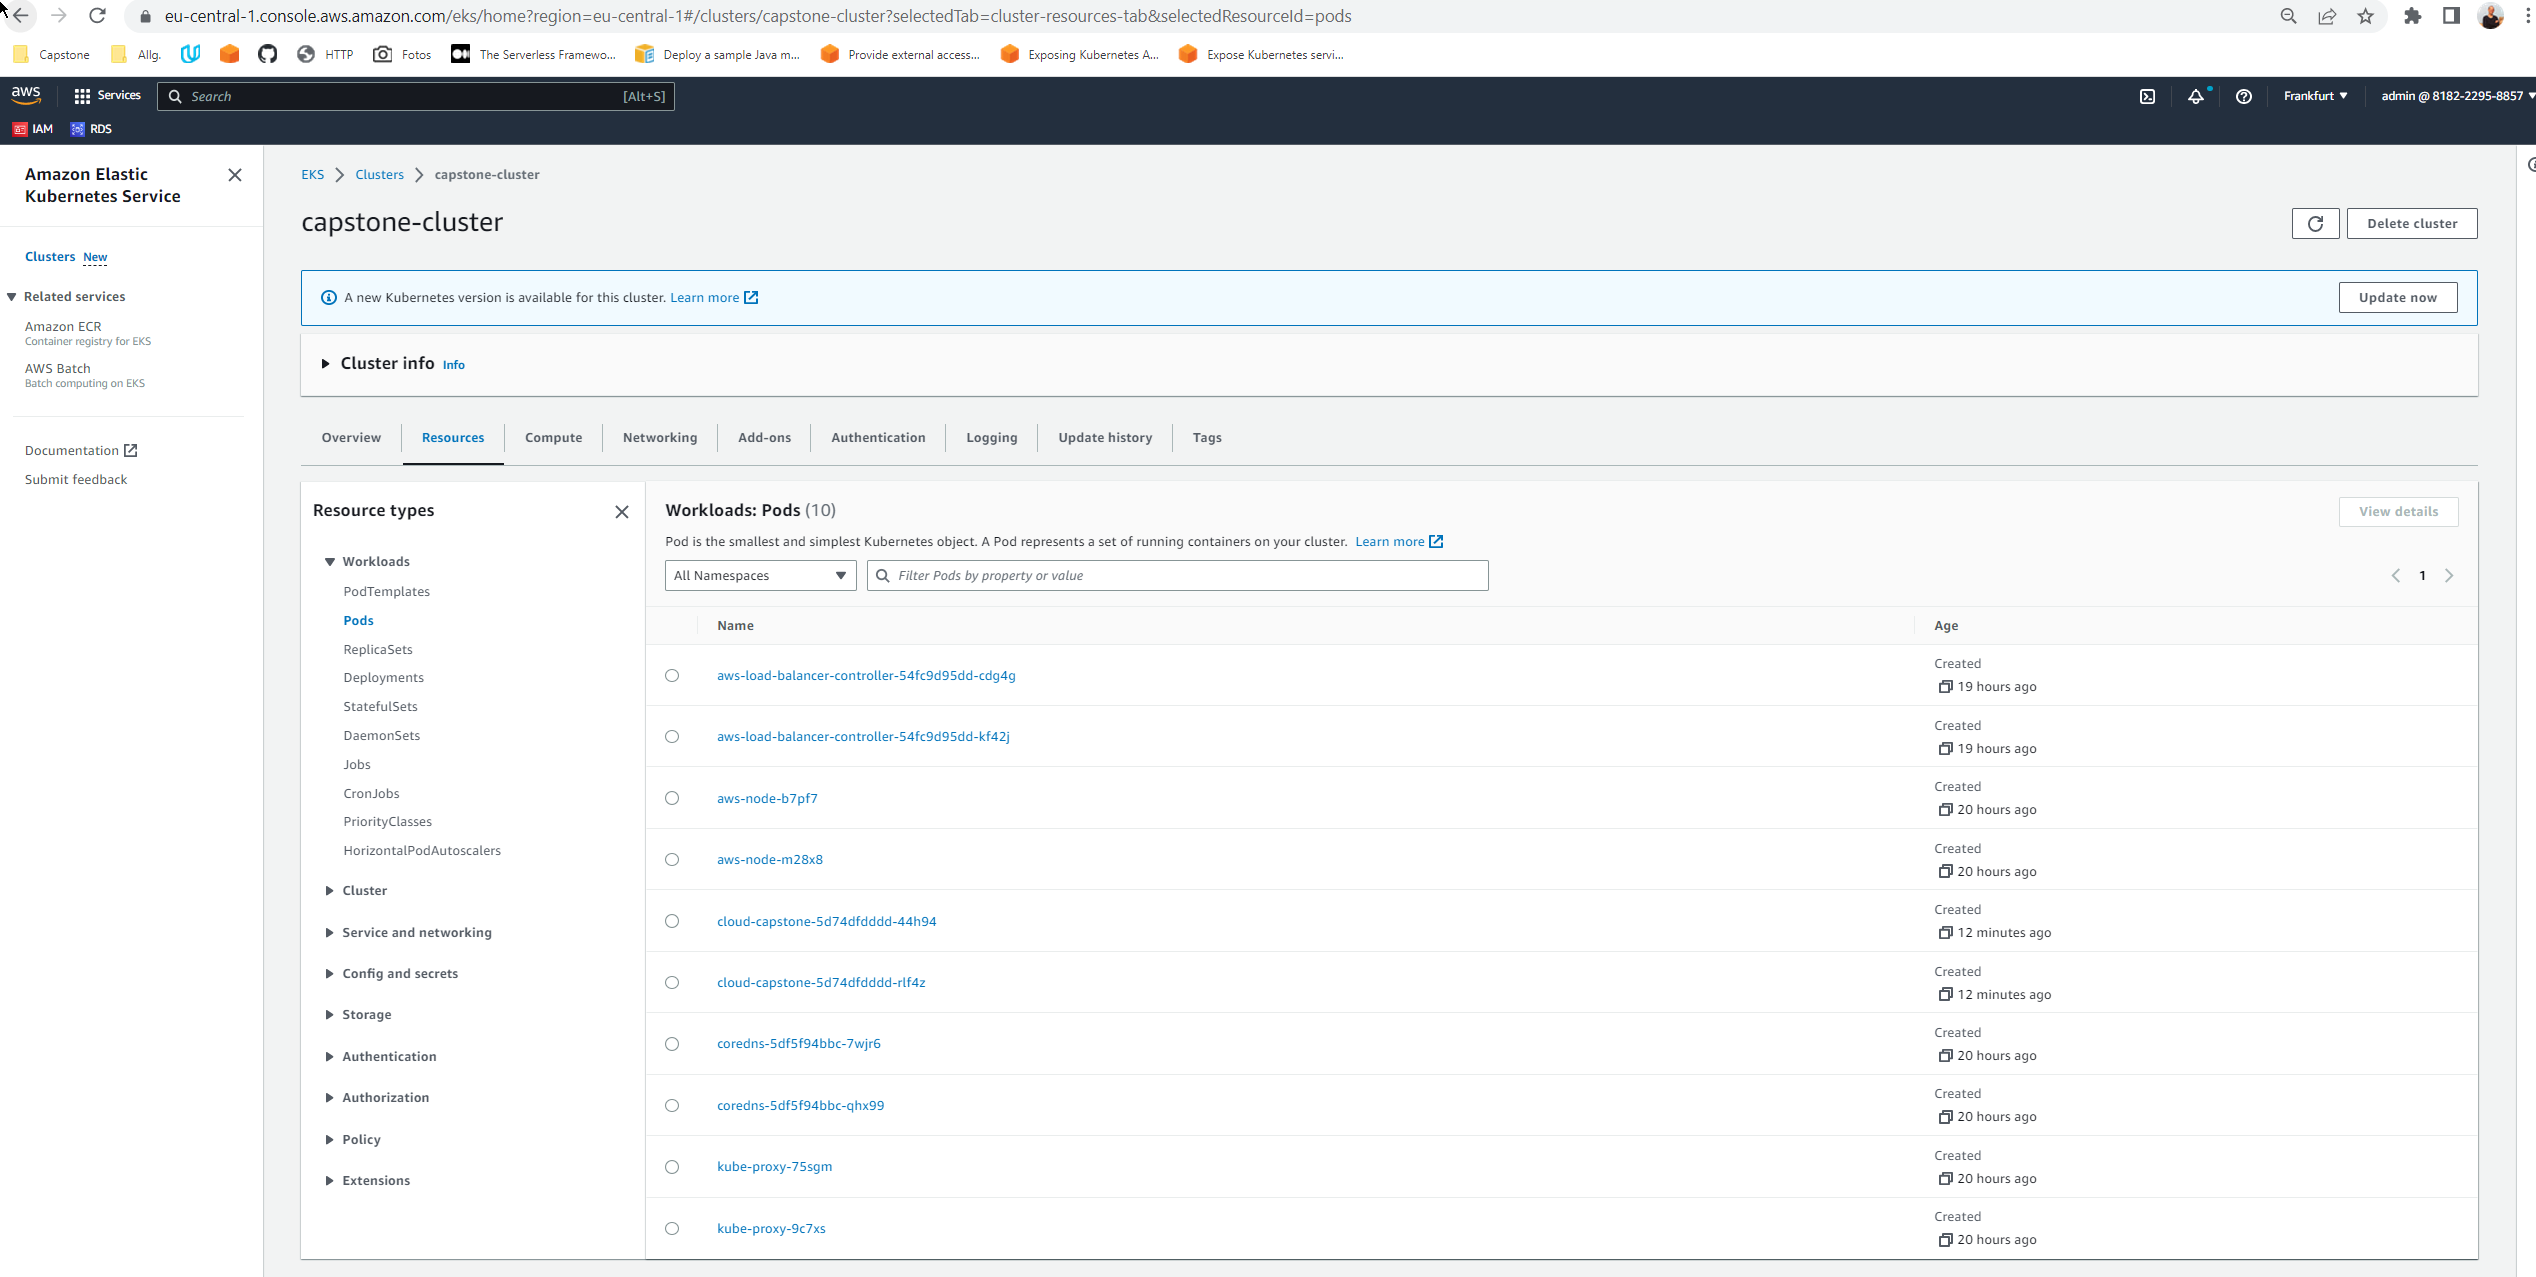 eu-central-1.console.aws.amazon.com/eks/home?region=eu-central-1#/clusters/capstone-cluster?selectedTab=cluster-resources-tab&selectedResourceId=pods
Capstone Allg. HTTP Fotos The Serverless Framewo... Deploy a sample Java m... Provide external access... Exposing Kubernetes A... Expose Kubernetes servi...
aws Services Search [Alt+S] Frankfurt admin @ 8182-2295-8857
IAM RDS
Amazon Elastic
Kubernetes Service
Clusters New
Related services
Amazon ECR
Container registry for EKS
AWS Batch
Batch computing on EKS
Documentation
Submit feedback
EKS Clusters capstone-cluster
capstone-cluster
Delete cluster
A new Kubernetes version is available for this cluster. Learn more
Update now
Cluster info Info
Overview Resources Compute Networking Add-ons Authentication Logging Update history Tags
Resource types
Workloads
PodTemplates
Pods
ReplicaSets
Deployments
StatefulSets
DaemonSets
Jobs
CronJobs
PriorityClasses
HorizontalPodAutoscalers
Cluster
Service and networking
Config and secrets
Storage
Authentication
Authorization
Policy
Extensions
Workloads: Pods (10)
View details
Pod is the smallest and simplest Kubernetes object. A Pod represents a set of running containers on your cluster. Learn more
All Namespaces Filter Pods by property or value 1
Name Age
aws-load-balancer-controller-54fc9d95dd-cdg4g Created
19 hours ago
aws-load-balancer-controller-54fc9d95dd-kf42j Created
19 hours ago
aws-node-b7pf7 Created
20 hours ago
aws-node-m28x8 Created
20 hours ago
cloud-capstone-5d74dfdddd-44h94 Created
12 minutes ago
cloud-capstone-5d74dfdddd-rlf4z Created
12 minutes ago
coredns-5df5f94bbc-7wjr6 Created
20 hours ago
coredns-5df5f94bbc-qhx99 Created
20 hours ago
kube-proxy-75sgm Created
20 hours ago
kube-proxy-9c7xs Created
20 hours ago